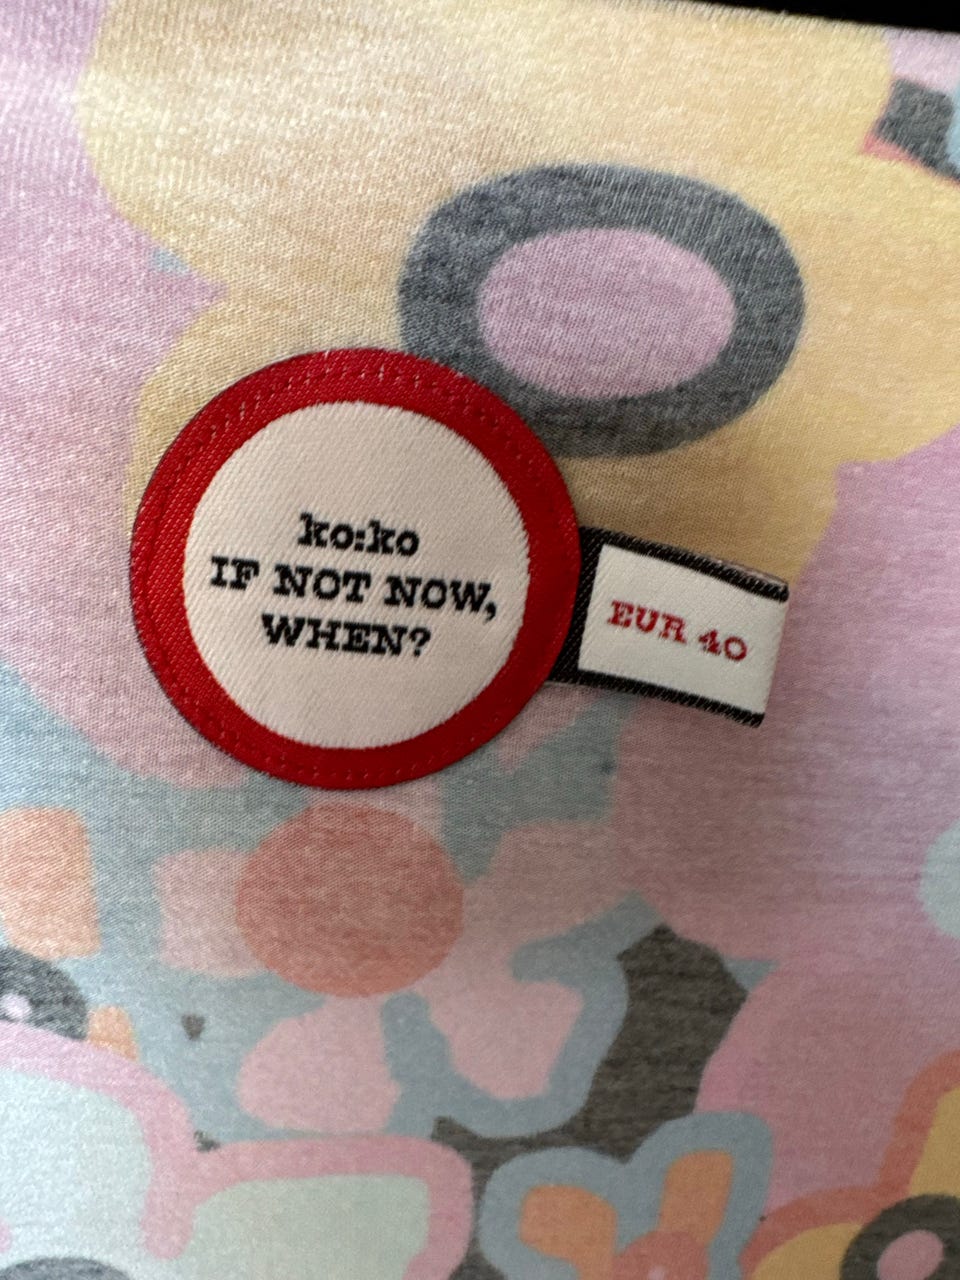 ko:ko
IF NOT NOW,
WHEN?
EUR 40